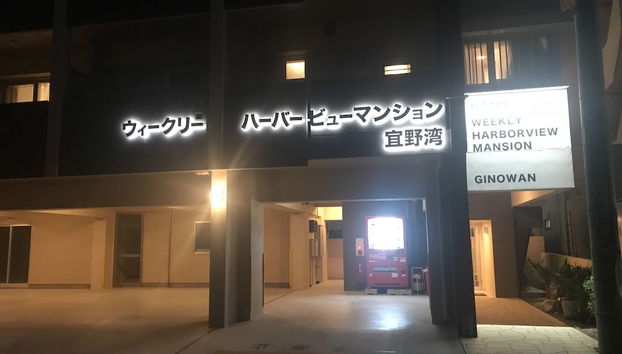 ウィークリー ハーバービューマンション
宜野湾
HOTEL
WEEKLY
HARBORVIEW
MANSION
GINOWAN